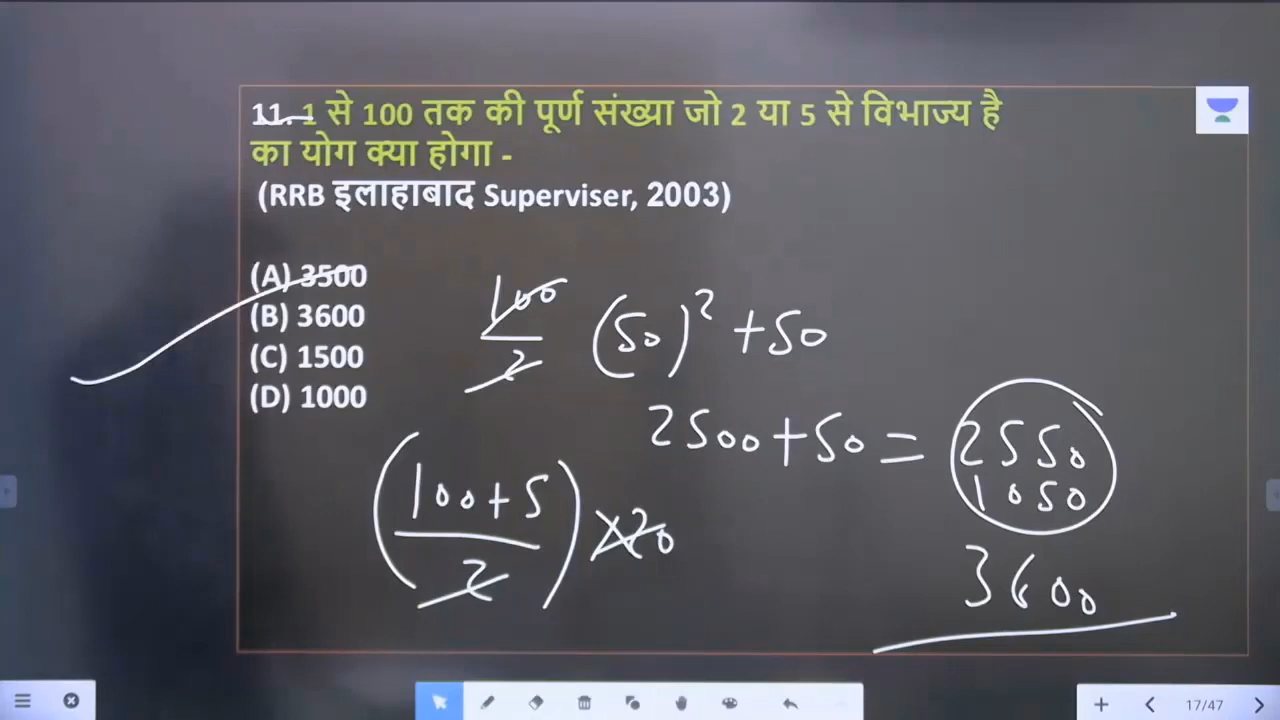 11. 1 से 100 तक की पूर्ण संख्या जो 2 या 5 से विभाज्य है
का योग क्या होगा -
(RRB इलाहाबाद Superviser, 2003)
(A) 3500
(B) 3600
(C) 1500
(D) 1000
100/2 (50)² + 50
2500 + 50 = 2550
1050
(100 + 5 / 2) × 20
3600
17/47